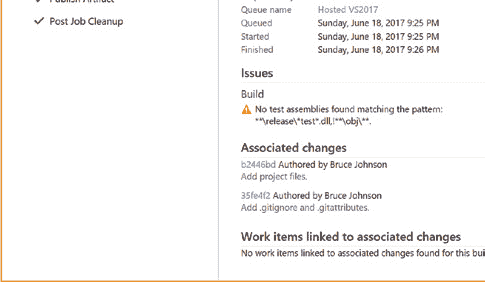 Publish Artifact
Post Job Cleanup
Queue name Hosted VS2017
Queued Sunday, June 18, 2017 9:25 PM
Started Sunday, June 18, 2017 9:25 PM
Finished Sunday, June 18, 2017 9:26 PM
Issues
Build
No test assemblies found matching the pattern:
**\release\*test*.dll,!**\obj\**.
Associated changes
b2446bd Authored by Bruce Johnson
Add project files.
35fe4f2 Authored by Bruce Johnson
Add .gitignore and .gitattributes.
Work items linked to associated changes
No work items linked to associated changes found for this bui